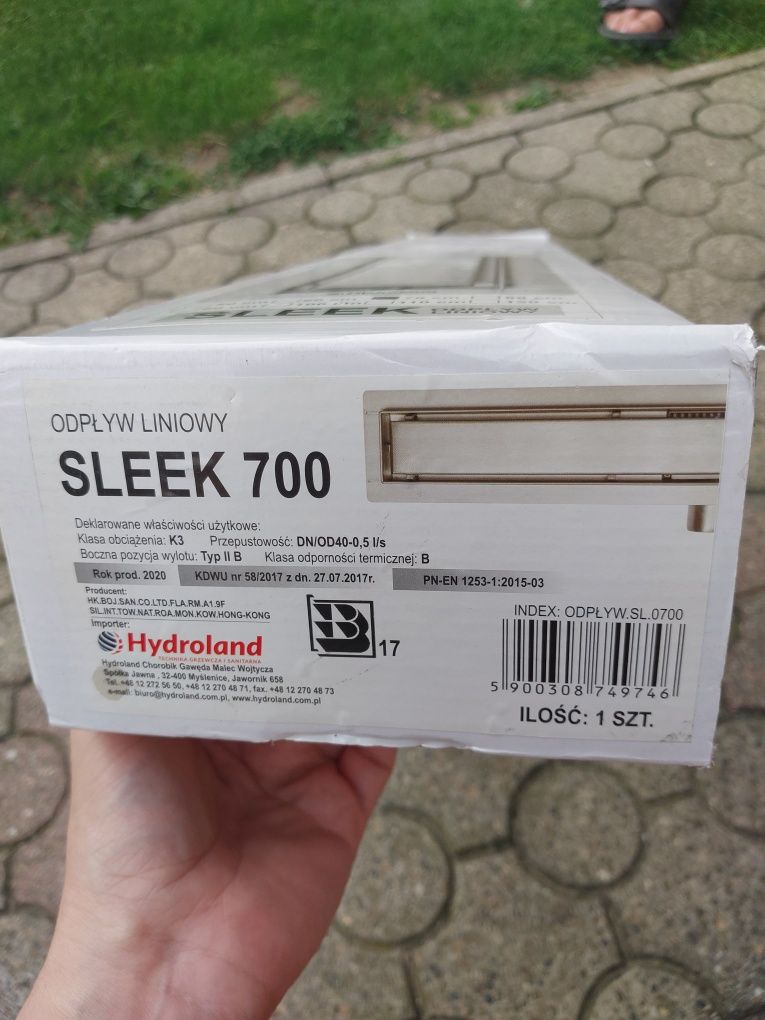 SLEEK
ODPŁYW LINIOWY
SLEEK 700
Deklarowane właściwości użytkowe:
Klasa obciążenia: K3 Przepustowość: DN/OD40-0,5 l/s
Boczna pozycja wylotu: Typ II B Klasa odporności termicznej: B
Rok prod. 2020 KDWU nr 58/2017 z dn. 27.07.2017r. PN-EN 1253-1:2015-03
Producent:
HK.BOJ.SAN.CO.LTD.FLA.RM.A1.9F
SIL.INT.TOW.NAT.ROA.MON.KOW.HONG-KONG
Importer:
Hydroland
TECHNIKA GRZEWCZA I SANITARNA
Hydroland Chorobik Gawęda Malec Wojtycza
Spółka Jawna , 32-400 Myślenice, Jawornik 658
Tel. +48 12 272 56 50, +48 12 270 48 71, fax. +48 12 270 48 73
e-mail: biuro@hydroland.com.pl, www.hydroland.com.pl
B 17
INDEX: ODPŁYW.SL.0700
5 900308 749746
ILOŚĆ: 1 SZT.